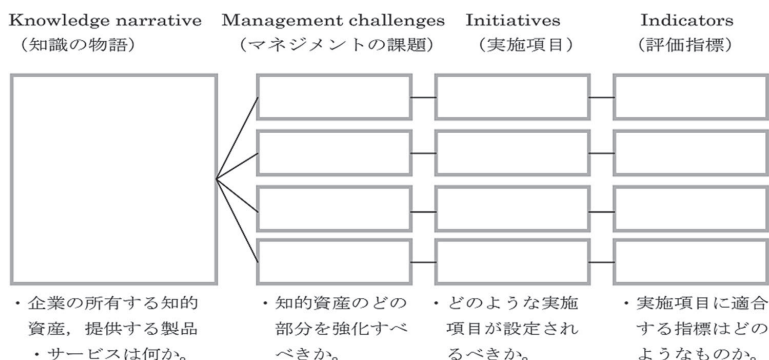 Knowledge narrative
（知識の物語）
Management challenges
（マネジメントの課題）
Initiatives
（実施項目）
Indicators
（評価指標）
・企業の所有する知的
資産，提供する製品
・サービスは何か。
・知的資産のどの
部分を強化すべ
べきか。
・どのような実施
項目が設定され
るべきか。
・実施項目に適合
する指標はどの
ようなものか。